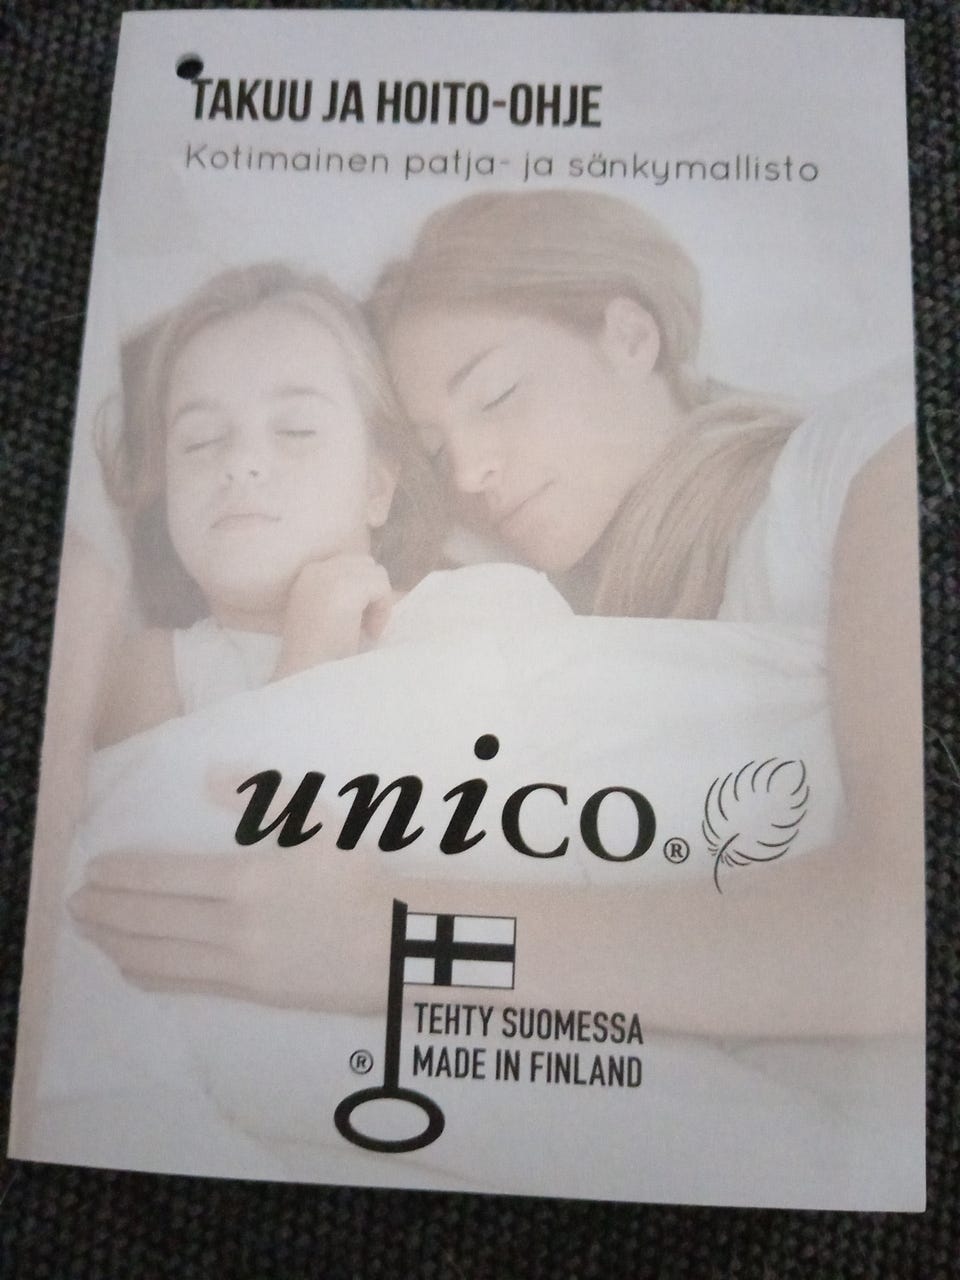 TAKUU JA HOITO-OHJE
Kotimainen patja- ja sänkymallisto
unico®
TEHTY SUOMESSA
® MADE IN FINLAND